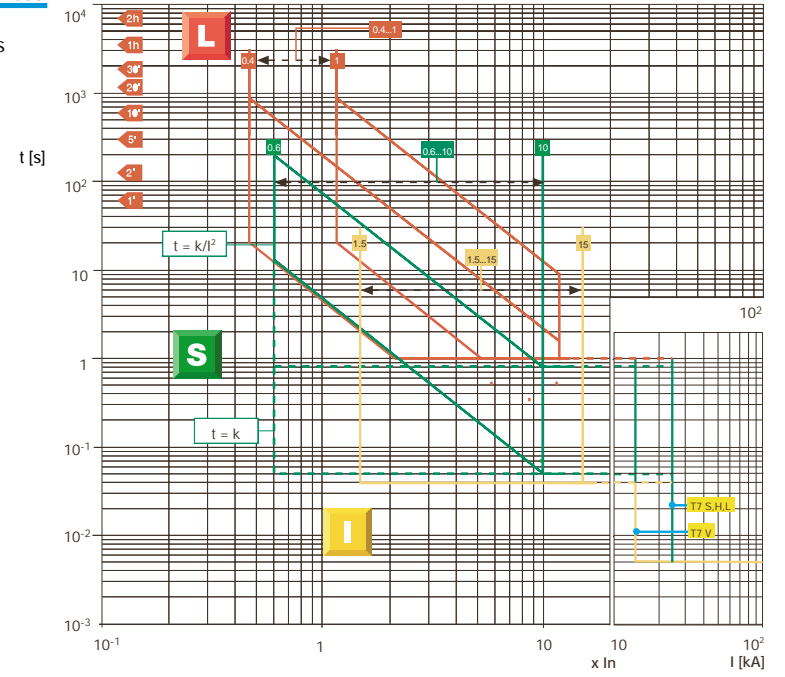 10⁴
2h
L
0.4...1
s
1h
0.4
1
30'
20'
10³
10'
5'
0.6
0.6...10
10
t [s]
2'
10²
1'
t = k/I²
1.5
15
1.5...15
10
10²
S
1
t = k
10⁻¹
T7 S,H,L
I
T7 V
10⁻²
10⁻³
10⁻¹
1
10
10
10²
x In
I [kA]